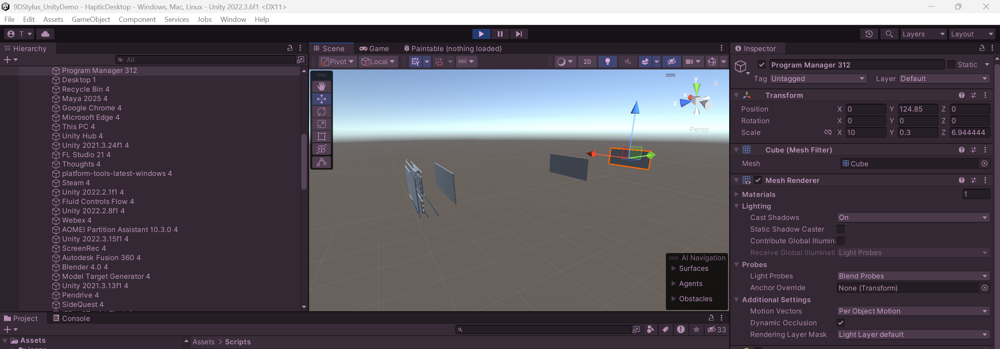 9DStylus_UnityDemo - HapticDesktop - Windows, Mac, Linux - Unity 2022.3.6f1 <DX11>
File Edit Assets GameObject Component Services Jobs Window Help
T
Layers
Layout
Hierarchy
All
Program Manager 312
Desktop 1
Recycle Bin 4
Maya 2025 4
Google Chrome 4
Microsoft Edge 4
This PC 4
Unity Hub 4
Unity 2021.3.24f1 4
FL Studio 21 4
Thoughts 4
platform-tools-latest-windows 4
Steam 4
Unity 2022.2.1f1 4
Fluid Controls Flow 4
Unity 2022.2.8f1 4
Webex 4
AOMEI Partition Assistant 10.3.0 4
Unity 2022.3.15f1 4
ScreenRec 4
Autodesk Fusion 360 4
Blender 4.0 4
Model Target Generator 4
Unity 2021.3.13f1 4
Pendrive 4
SideQuest 4
Scene Game Paintable (nothing loaded)
Pivot Local 2D
y
x
z
Persp
AI Navigation
Surfaces
Agents
Obstacles
Inspector
Program Manager 312 Static
Tag Untagged Layer Default
Transform
Position X 0 Y 124.85 Z 0
Rotation X 0 Y 0 Z 0
Scale X 10 Y 0.3 Z 6.944444
Cube (Mesh Filter)
Mesh Cube
Mesh Renderer
Materials 1
Lighting
Cast Shadows On
Static Shadow Caster
Contribute Global Illumin
Receive Global Illuminati Light Probes
Probes
Light Probes Blend Probes
Anchor Override None (Transform)
Additional Settings
Motion Vectors Per Object Motion
Dynamic Occlusion
Rendering Layer Mask Light Layer default
Project Console
33
Assets
Assets > Scripts